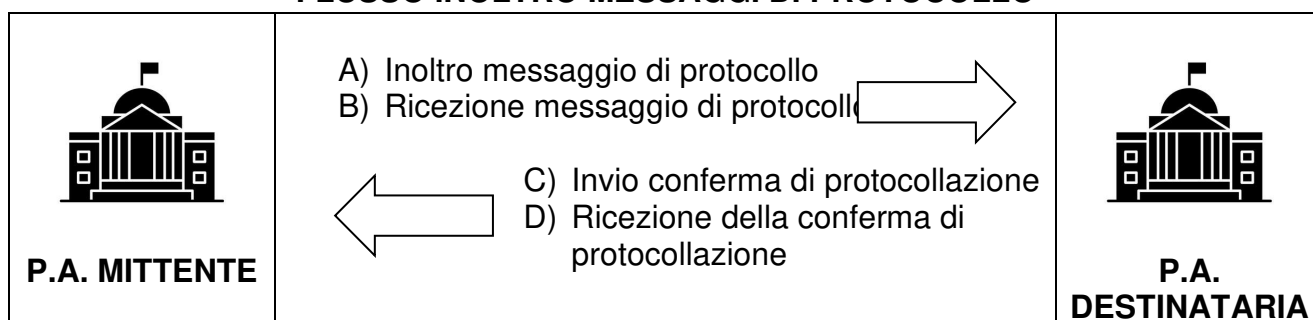 FLUSSO INOLTRO MESSAGGI DI PROTOCOLLO
A) Inoltro messaggio di protocollo
B) Ricezione messaggio di protocollo
C) Invio conferma di protocollazione
D) Ricezione della conferma di
protocollazione
P.A. MITTENTE
P.A.
DESTINATARIA